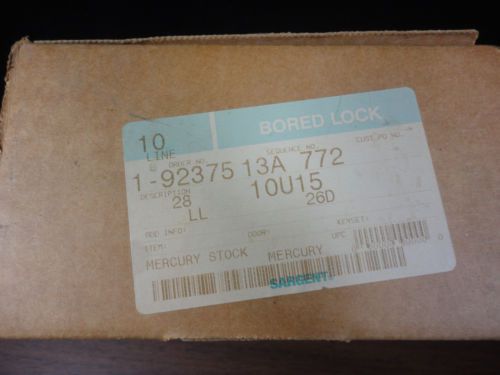 10
LINE
BORED LOCK
ORDER NO.
SEQUENCE NO.
CUST PO NO.
1-92375 13A 772
DESCRIPTION
28 10U15
LL 26D
ADD INFO:
ITEM:
DOOR:
KEYSET:
UPC
MERCURY STOCK MERCURY
SARGENT